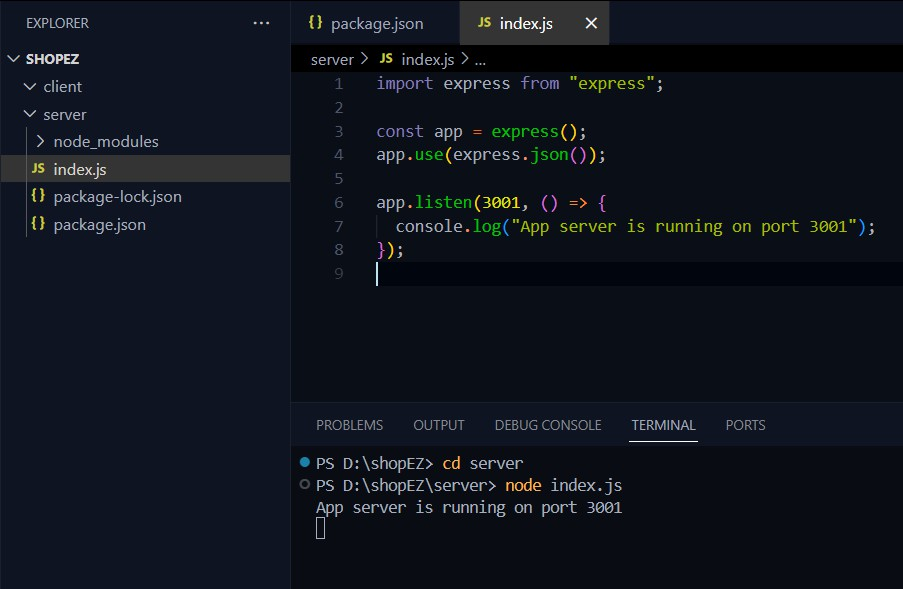 EXPLORER ...
SHOPEZ
client
server
node_modules
JS index.js
{} package-lock.json
{} package.json
{} package.json JS index.js ×
server > JS index.js > ...
1 import express from "express";
2
3 const app = express();
4 app.use(express.json());
5
6 app.listen(3001, () => {
7   console.log("App server is running on port 3001");
8 });
9
PROBLEMS OUTPUT DEBUG CONSOLE TERMINAL PORTS
PS D:\shopEZ> cd server
PS D:\shopEZ\server> node index.js
App server is running on port 3001